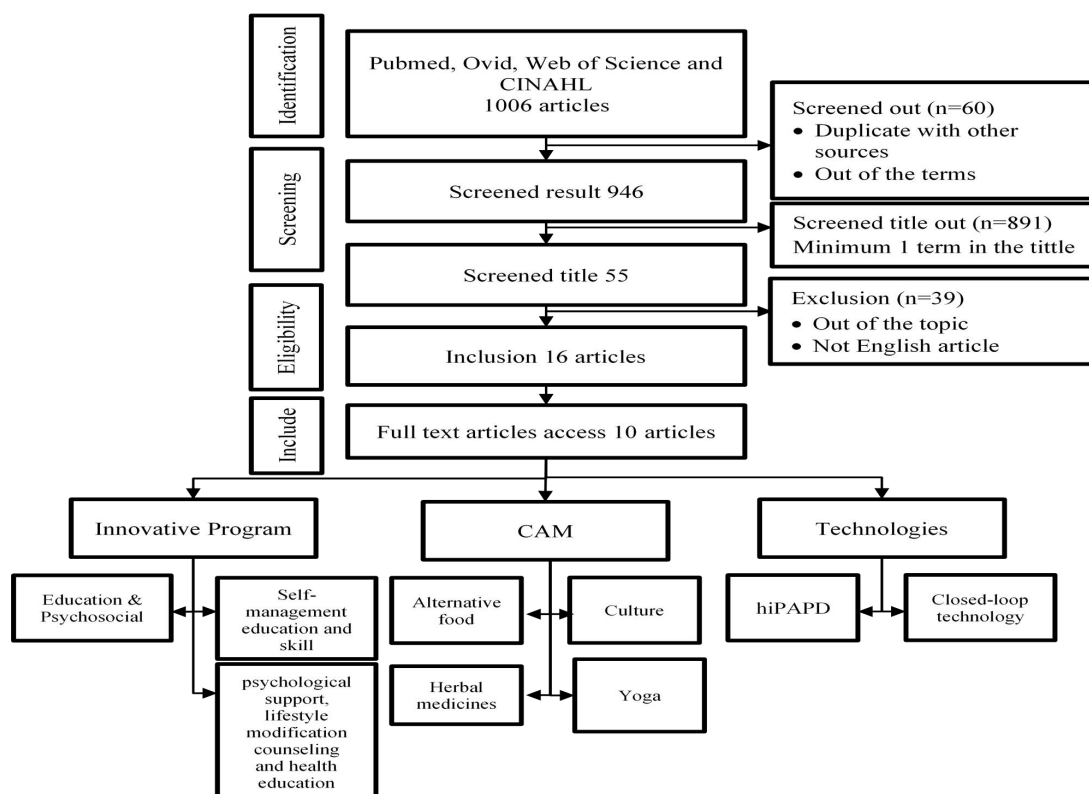 Identification
Pubmed, Ovid, Web of Science and
CINAHL
1006 articles
Screened out (n=60)
• Duplicate with other
sources
• Out of the terms
Screening
Screened result 946
Screened title out (n=891)
Minimum 1 term in the tittle
Screened title 55
Exclusion (n=39)
• Out of the topic
• Not English article
Eligibility
Inclusion 16 articles
Include
Full text articles access 10 articles
Innovative Program
CAM
Technologies
Education &
Psychosocial
Self-
management
education and
skill
psychological
support,
lifestyle
modification
counseling
and health
education
Alternative
food
Culture
Herbal
medicines
Yoga
hiPAPD
Closed-loop
technology